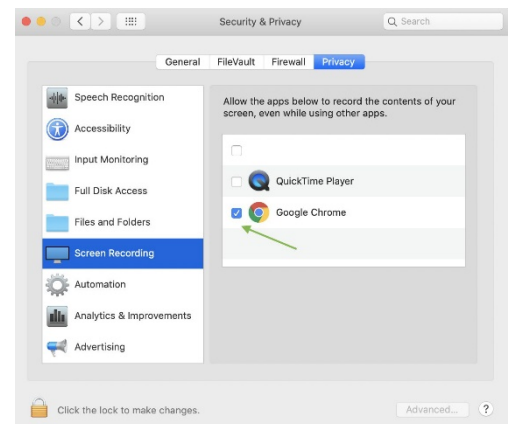 Security & Privacy
Search
General
FileVault
Firewall
Privacy
Speech Recognition
Accessibility
Input Monitoring
Full Disk Access
Files and Folders
Screen Recording
Automation
Analytics & Improvements
Advertising
Allow the apps below to record the contents of your
screen, even while using other apps.
QuickTime Player
Google Chrome
Click the lock to make changes.
Advanced...
?